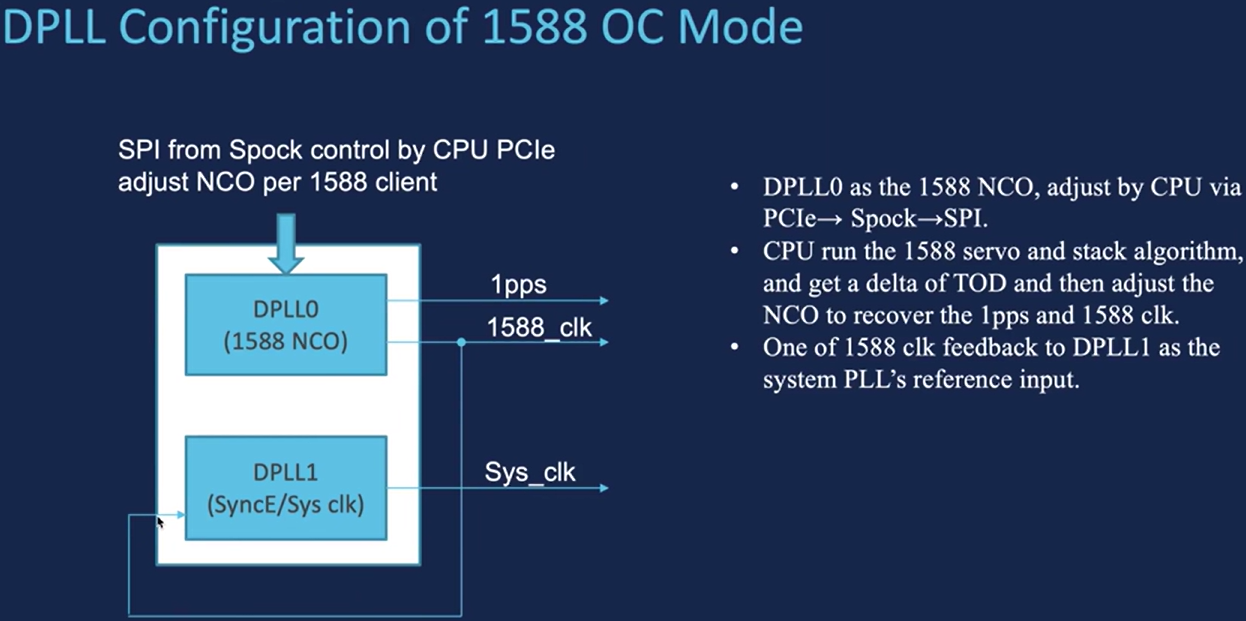 DPLL Configuration of 1588 OC Mode
SPI from Spock control by CPU PCIe
adjust NCO per 1588 client
DPLL0
(1588 NCO)
1pps
1588_clk
DPLL1
(SyncE/Sys clk)
Sys_clk
• DPLL0 as the 1588 NCO, adjust by CPU via
PCIe→ Spock→SPI.
• CPU run the 1588 servo and stack algorithm,
and get a delta of TOD and then adjust the
NCO to recover the 1pps and 1588 clk.
• One of 1588 clk feedback to DPLL1 as the
system PLL’s reference input.